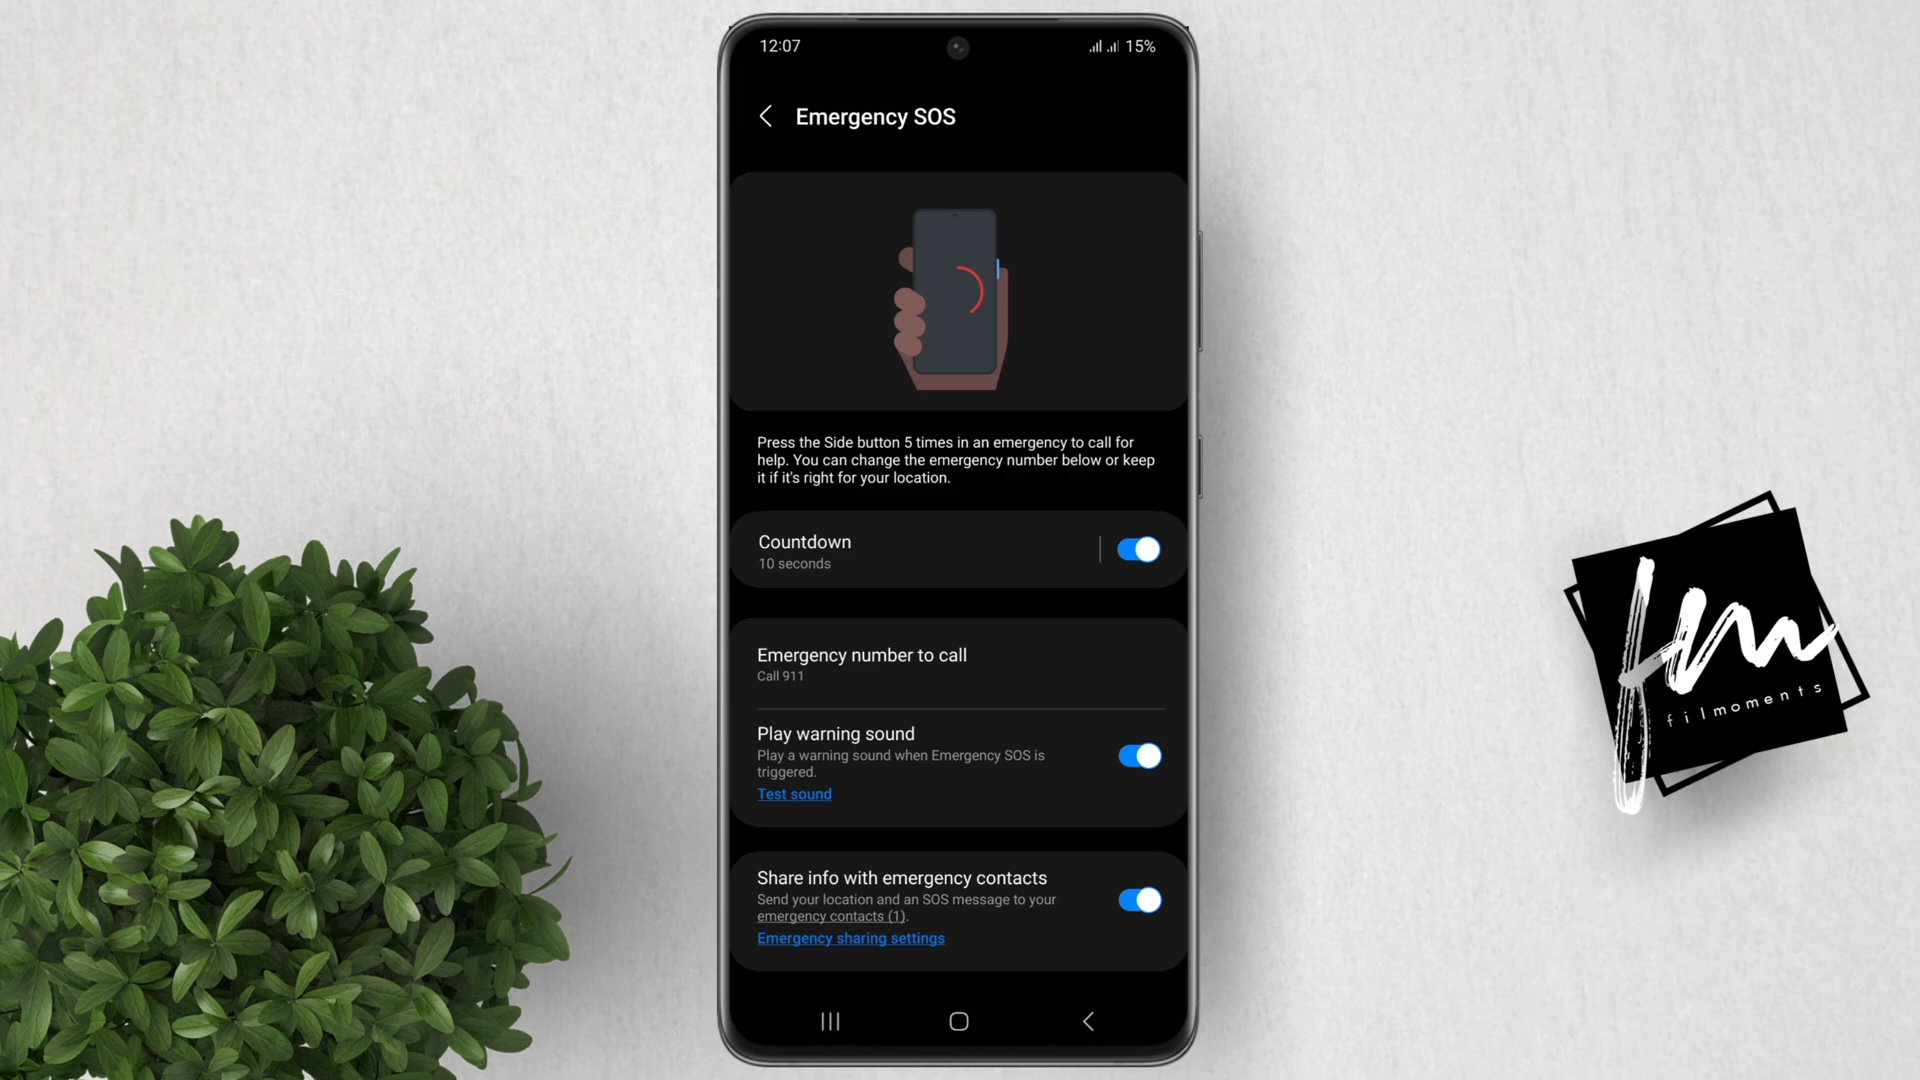 12:07
15%
Emergency SOS
Press the Side button 5 times in an emergency to call for
help. You can change the emergency number below or keep
it if it's right for your location.
Countdown
10 seconds
Emergency number to call
Call 911
Play warning sound
Play a warning sound when Emergency SOS is
triggered.
Test sound
Share info with emergency contacts
Send your location and an SOS message to your
emergency contacts (1).
Emergency sharing settings
fm
filmoments